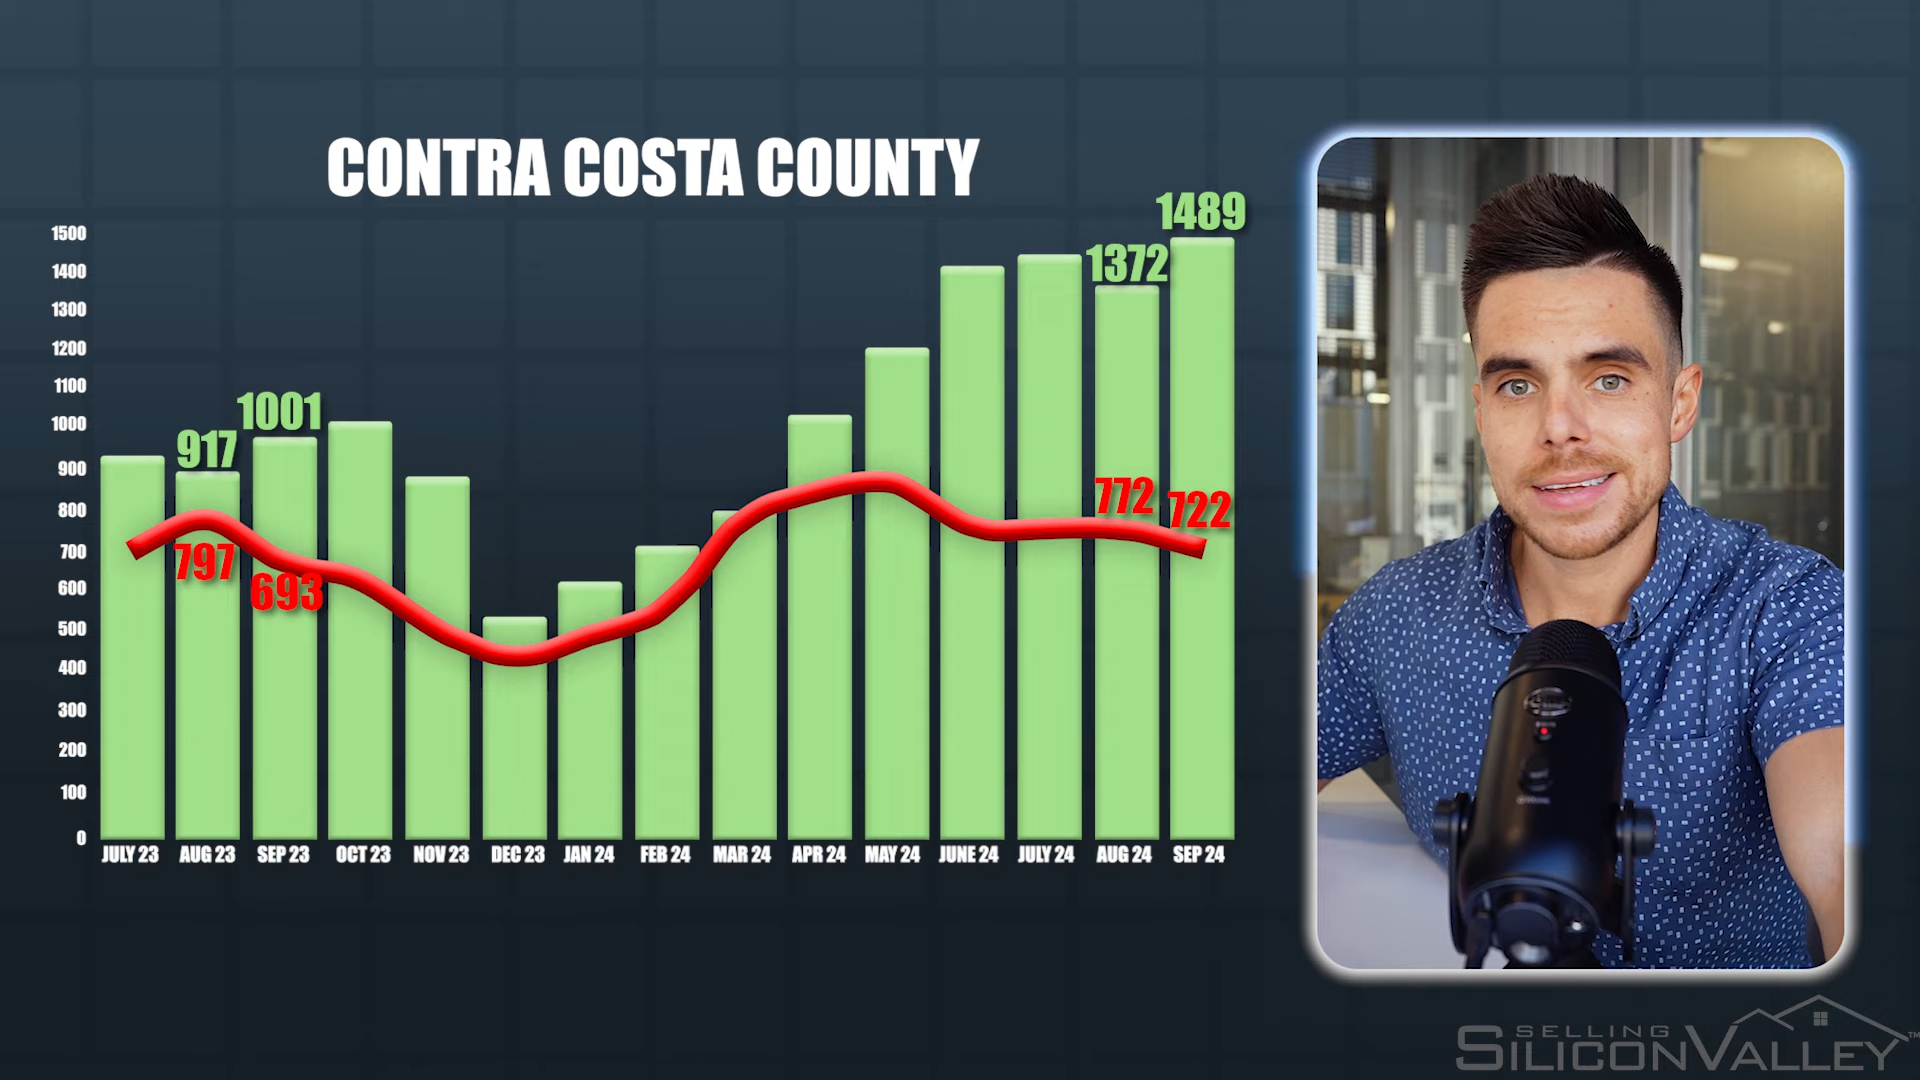 CONTRA COSTA COUNTY
1489
1500
1400
1372
1300
1200
1100
1001
1000
917
900
800
772
722
700
797
693
600
500
400
300
200
100
0
JULY 23
AUG 23
SEP 23
OCT 23
NOV 23
DEC 23
JAN 24
FEB 24
MAR 24
APR 24
MAY 24
JUNE 24
JULY 24
AUG 24
SEP 24
SELLING
SILICONVALLEY™